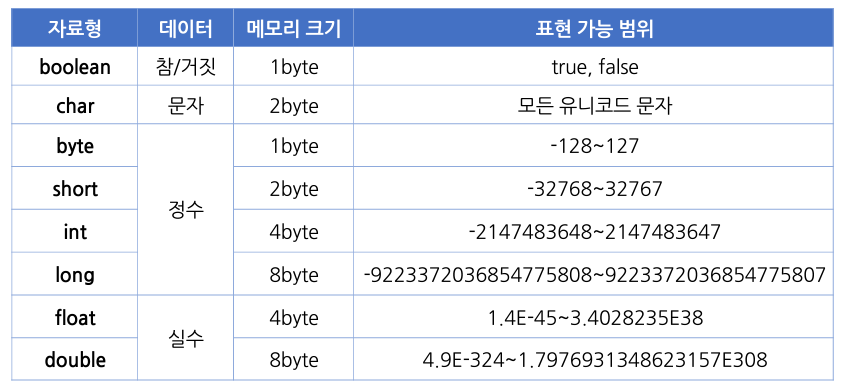 자료형 데이터 메모리 크기 표현 가능 범위
boolean 참/거짓 1byte true, false
char 문자 2byte 모든 유니코드 문자
byte 정수 1byte -128~127
short 2byte -32768~32767
int 4byte -2147483648~2147483647
long 8byte -9223372036854775808~9223372036854775807
float 실수 4byte 1.4E-45~3.4028235E38
double 8byte 4.9E-324~1.7976931348623157E308